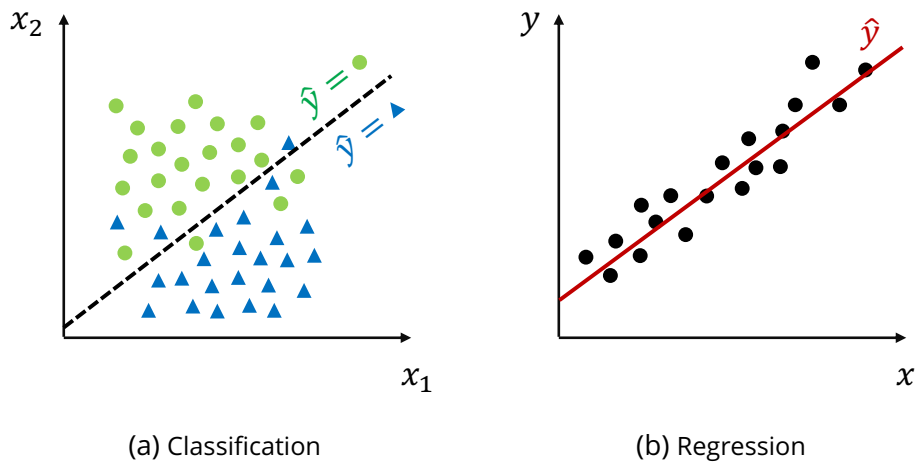 x₂
ŷ =
ŷ =
x₁
(a) Classification
y
ŷ
x
(b) Regression